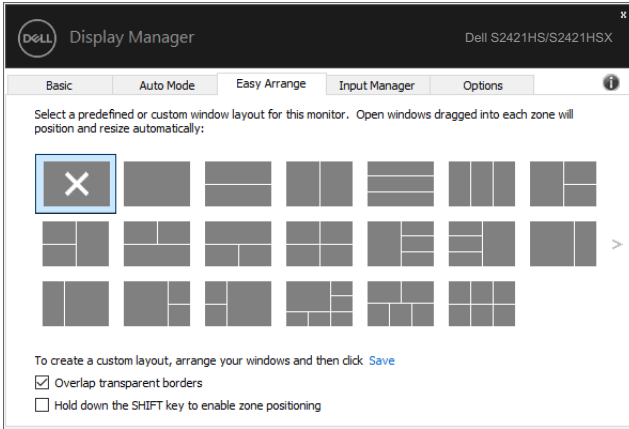 x
DELL
Display Manager
Dell S2421HS/S2421HSX
Basic
Auto Mode
Easy Arrange
Input Manager
Options
i
Select a predefined or custom window layout for this monitor. Open windows dragged into each zone will
position and resize automatically:
>
To create a custom layout, arrange your windows and then click Save
Overlap transparent borders
Hold down the SHIFT key to enable zone positioning